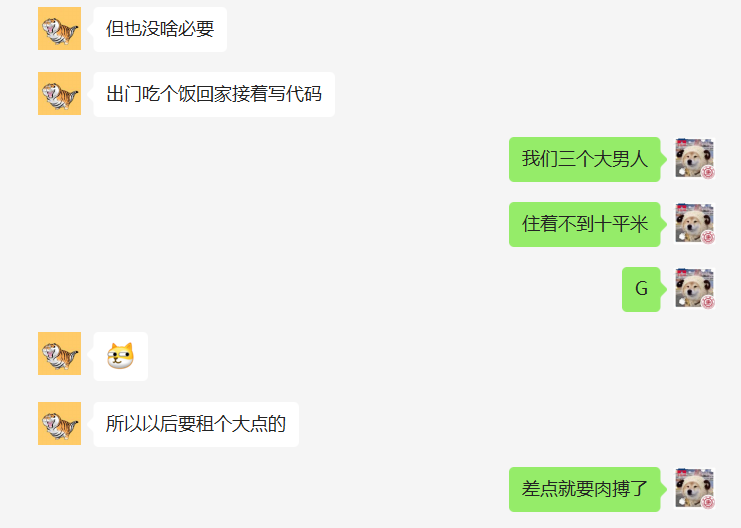 但也没啥必要
出门吃个饭回家接着写代码
我们三个大男人
住着不到十平米
G
所以以后要租个大点的
差点就要肉搏了